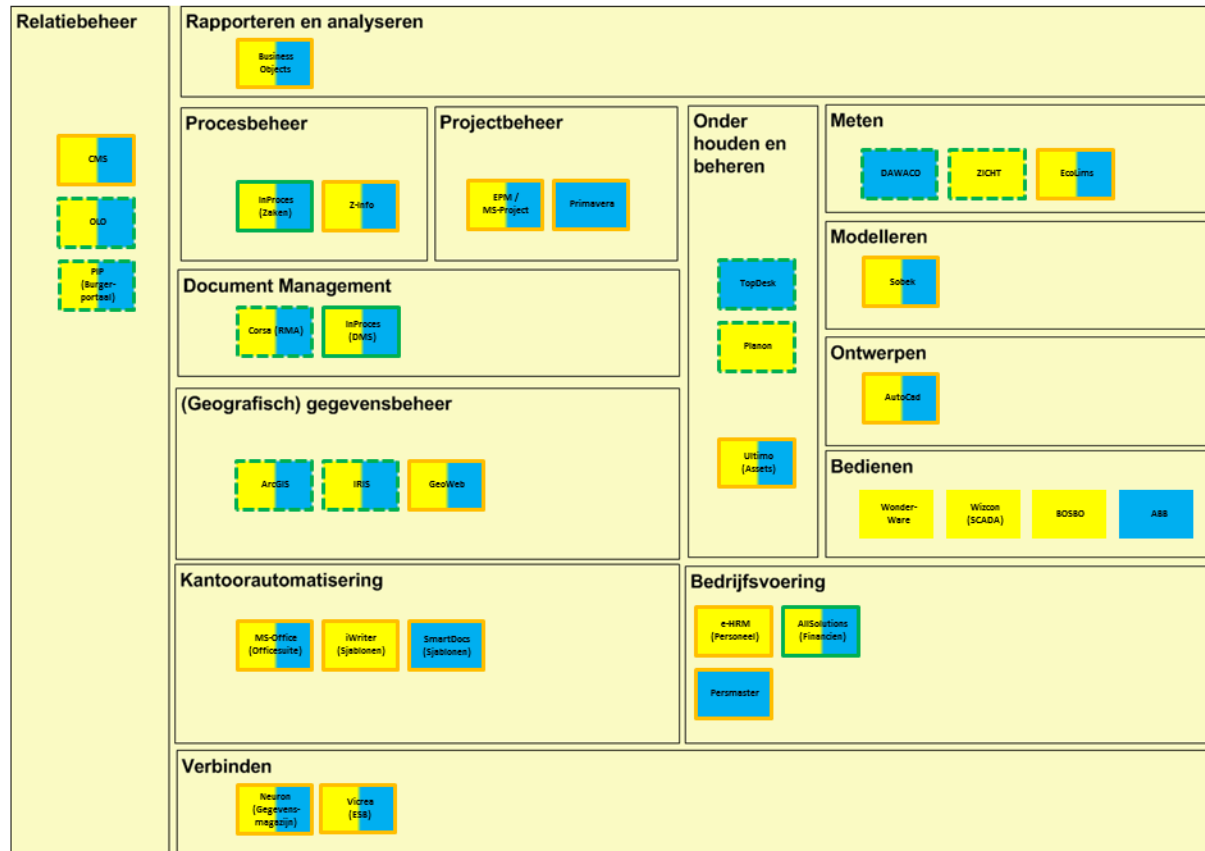 Relatiebeheer
CMS
OLO
PIP
(Burger-
portaal)
Rapporteren en analyseren
Business
Objects
Procesbeheer
InProces
(Zaken)
Z-Info
Projectbeheer
EPM /
MS-Project
Primavera
Onder
houden en
beheren
TopDesk
Planon
Ultimo
(Assets)
Meten
DAWACO
ZICHT
EcoLims
Modelleren
Sobek
Ontwerpen
AutoCad
Bedienen
Wonder-
Ware
Wizcon
(SCADA)
BOSBO
ABB
Document Management
Corsa (RMA)
InProces
(DMS)
(Geografisch) gegevensbeheer
ArcGIS
IRIS
GeoWeb
Kantoorautomatisering
MS-Office
(Officesuite)
iWriter
(Sjablonen)
SmartDocs
(Sjablonen)
Bedrijfsvoering
e-HRM
(Personeel)
AllSolutions
(Financien)
Persmaster
Verbinden
Neuron
(Gegevens-
magazijn)
Vicrea
(ESB)